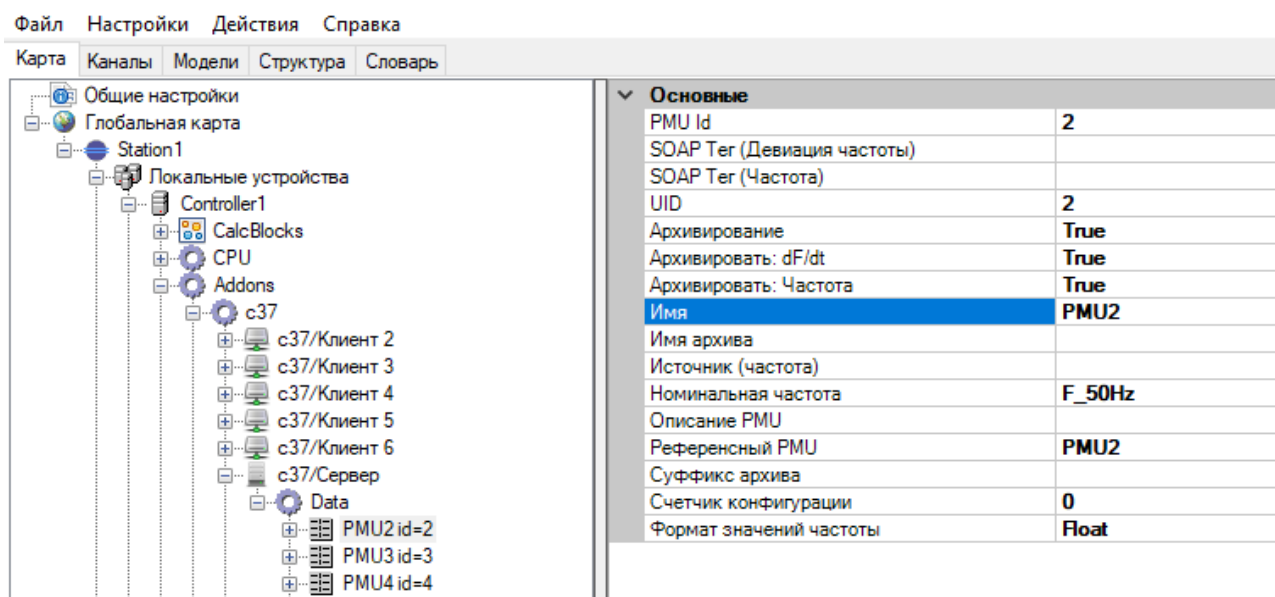 Файл Настройки Действия Справка
Карта Каналы Модели Структура Словарь
Общие настройки
Глобальная карта
Station1
Локальные устройства
Controller1
CalcBlocks
CPU
Addons
c37
c37/Клиент 2
c37/Клиент 3
c37/Клиент 4
c37/Клиент 5
c37/Клиент 6
c37/Сервер
Data
PMU2 id=2
PMU3 id=3
PMU4 id=4
Основные
PMU Id 2
SOAP Тег (Девиация частоты)
SOAP Тег (Частота)
UID 2
Архивирование True
Архивировать: dF/dt True
Архивировать: Частота True
Имя PMU2
Имя архива
Источник (частота)
Номинальная частота F_50Hz
Описание PMU
Референсный PMU PMU2
Суффикс архива
Счетчик конфигурации 0
Формат значений частоты Float